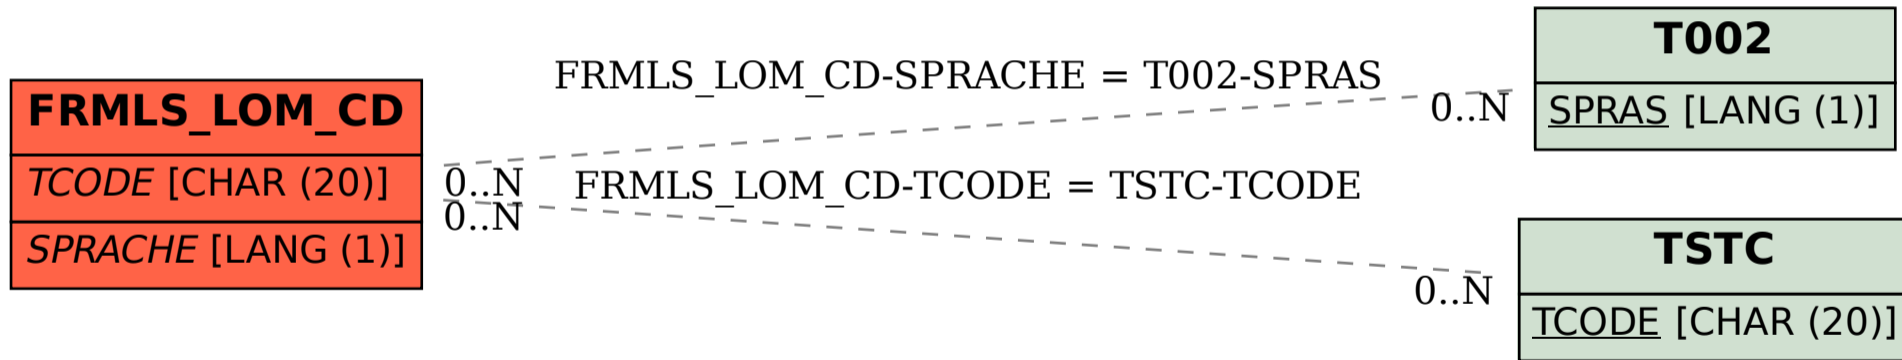 FRMLS_LOM_CD
TCODE [CHAR (20)]
SPRACHE [LANG (1)]
FRMLS_LOM_CD-SPRACHE = T002-SPRAS
0..N
0..N
FRMLS_LOM_CD-TCODE = TSTC-TCODE
0..N
0..N
T002
SPRAS [LANG (1)]
TSTC
TCODE [CHAR (20)]